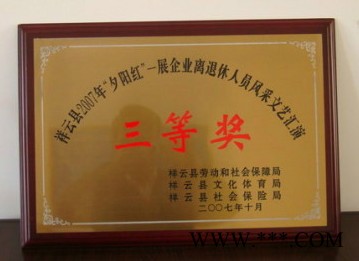 祥云县2007年“夕阳红”一展企业离退休人员风采文艺汇演
三等奖
祥云县劳动和社会保障局
祥云县文化体育局
祥云县社会保险局
二〇〇七年十月
www.***.COM